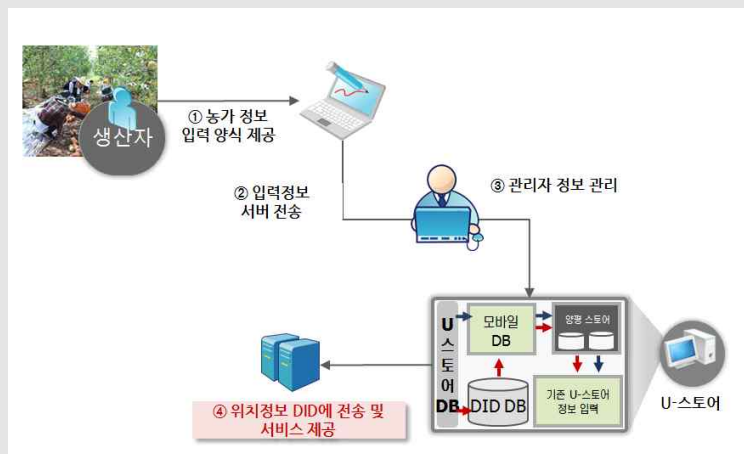 생산자
① 농가 정보
입력 양식 제공
② 입력정보
서버 전송
③ 관리자 정보 관리
U
스
토
어
DB
모바일
DB
양평 스토어
DID DB
기존 U-스토어
정보 입력
U-스토어
④ 위치정보 DID에 전송 및
서비스 제공